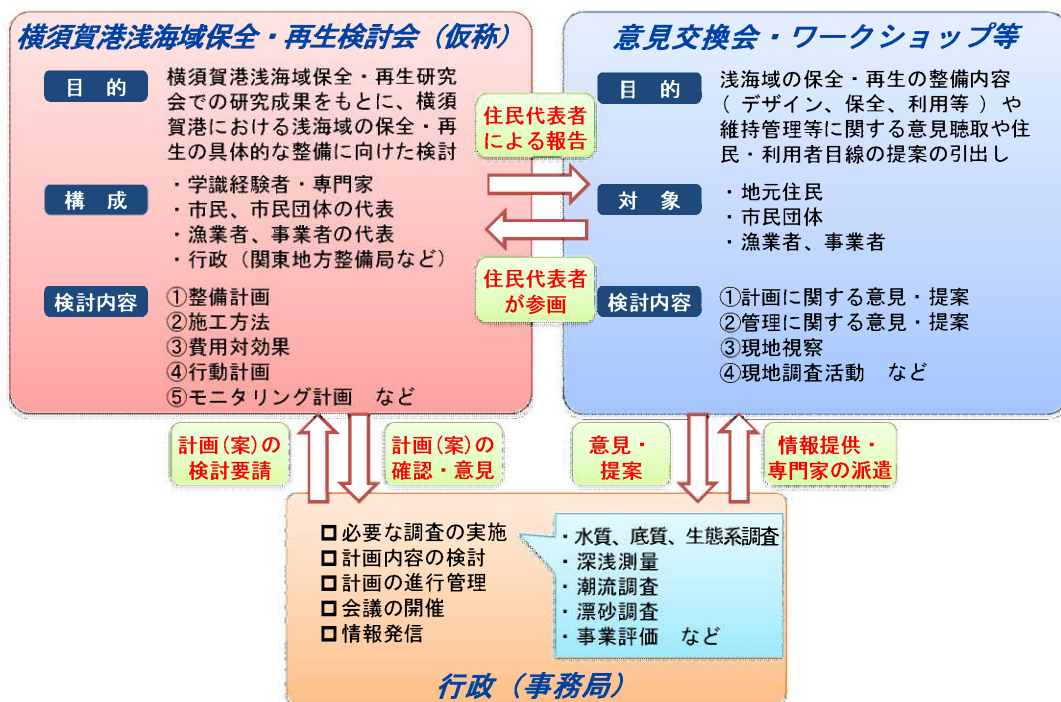 横須賀港浅海域保全・再生検討会（仮称）
目 的
横須賀港浅海域保全・再生研究
会での研究成果をもとに、横須
賀港における浅海域の保全・再
生の具体的な整備に向けた検討
構 成
・学識経験者・専門家
・市民、市民団体の代表
・漁業者、事業者の代表
・行政（関東地方整備局など）
検討内容
①整備計画
②施工方法
③費用対効果
④行動計画
⑤モニタリング計画 など
住民代表者
による報告
住民代表者
が参画
意見交換会・ワークショップ等
目 的
浅海域の保全・再生の整備内容
（ デザイン、保全、利用等 ）や
維持管理等に関する意見聴取や住
民・利用者目線の提案の引出し
対 象
・地元住民
・市民団体
・漁業者、事業者
検討内容
①計画に関する意見・提案
②管理に関する意見・提案
③現地視察
④現地調査活動 など
計画（案）の
検討要請
計画（案）の
確認・意見
意見・
提案
情報提供・
専門家の派遣
□必要な調査の実施
□計画内容の検討
□計画の進行管理
□会議の開催
□情報発信
・水質、底質、生態系調査
・深浅測量
・潮流調査
・漂砂調査
・事業評価 など
行政（事務局）